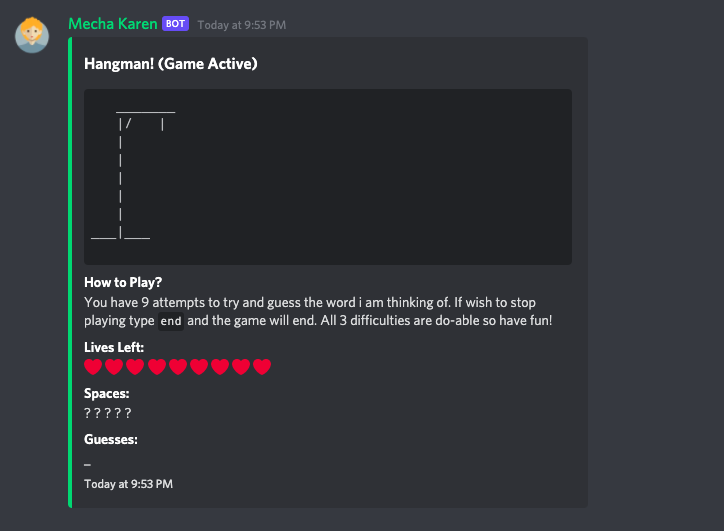 Mecha Karen BOT Today at 9:53 PM
Hangman! (Game Active)
How to Play?
You have 9 attempts to try and guess the word i am thinking of. If wish to stop
playing type end and the game will end. All 3 difficulties are do-able so have fun!
Lives Left:
Spaces:
? ? ? ? ?
Guesses:
_
Today at 9:53 PM